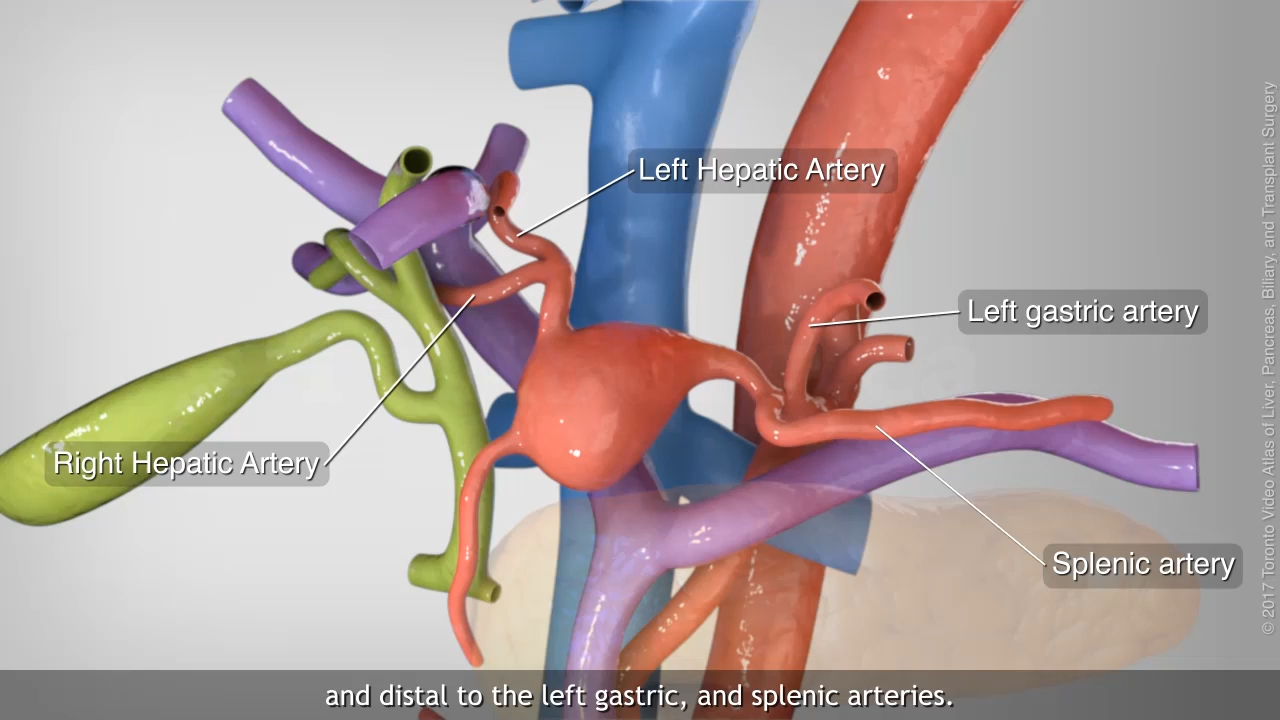 Left Hepatic Artery
Left gastric artery
Right Hepatic Artery
Splenic artery
and distal to the left gastric, and splenic arteries.
© 2017 Toronto Video Atlas of Liver, Pancreas, Biliary, and Transplant Surgery